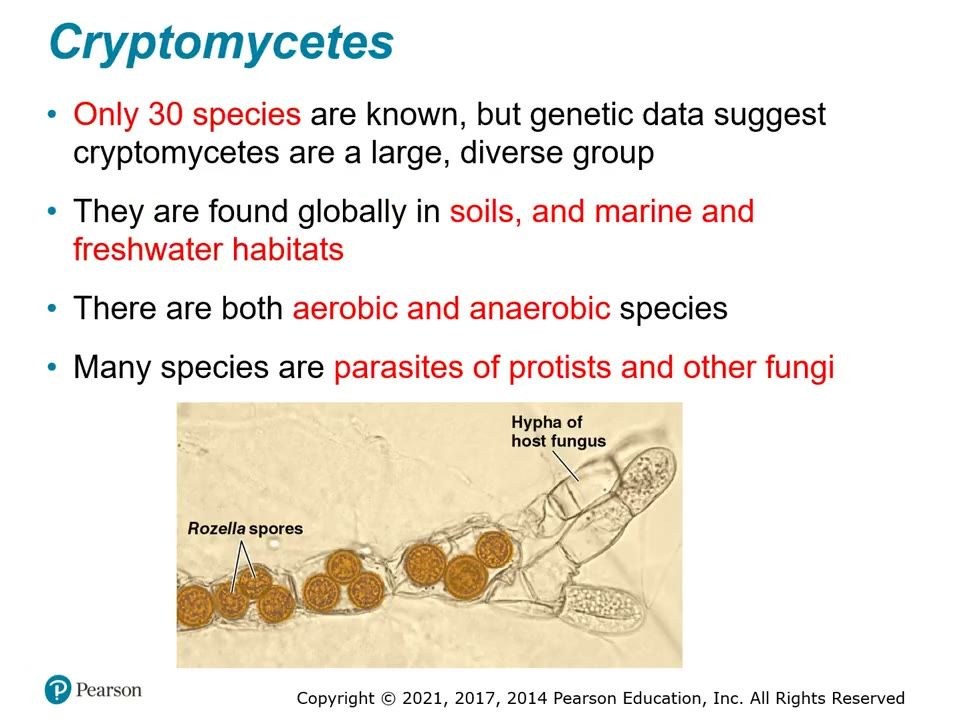 Cryptomycetes
• Only 30 species are known, but genetic data suggest
cryptomycetes are a large, diverse group
• They are found globally in soils, and marine and
freshwater habitats
• There are both aerobic and anaerobic species
• Many species are parasites of protists and other fungi
Hypha of
host fungus
Rozella spores
Pearson
Copyright © 2021, 2017, 2014 Pearson Education, Inc. All Rights Reserved